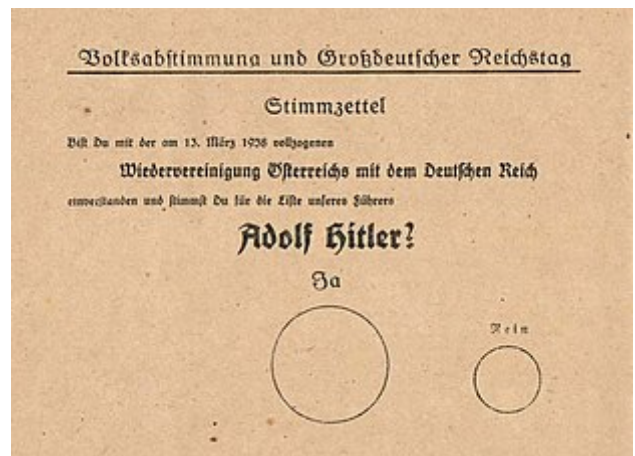 Volksabstimmung und Großdeutscher Reichstag
Stimmzettel
Bist Du mit der am 13. März 1938 vollzogenen
Wiedervereinigung Österreichs mit dem Deutschen Reich
einverstanden und stimmst Du für die Liste unseres Führers
Adolf Hitler?
Ja
Nein